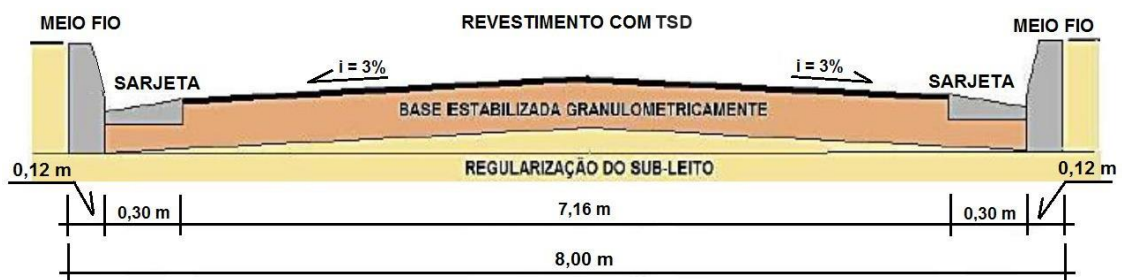 MEIO FIO
REVESTIMENTO COM TSD
MEIO FIO
SARJETA
i = 3%
i = 3%
SARJETA
BASE ESTABILIZADA GRANULOMETRICAMENTE
REGULARIZAÇÃO DO SUB-LEITO
0,12 m
0,12 m
0,30 m
7,16 m
0,30 m
8,00 m